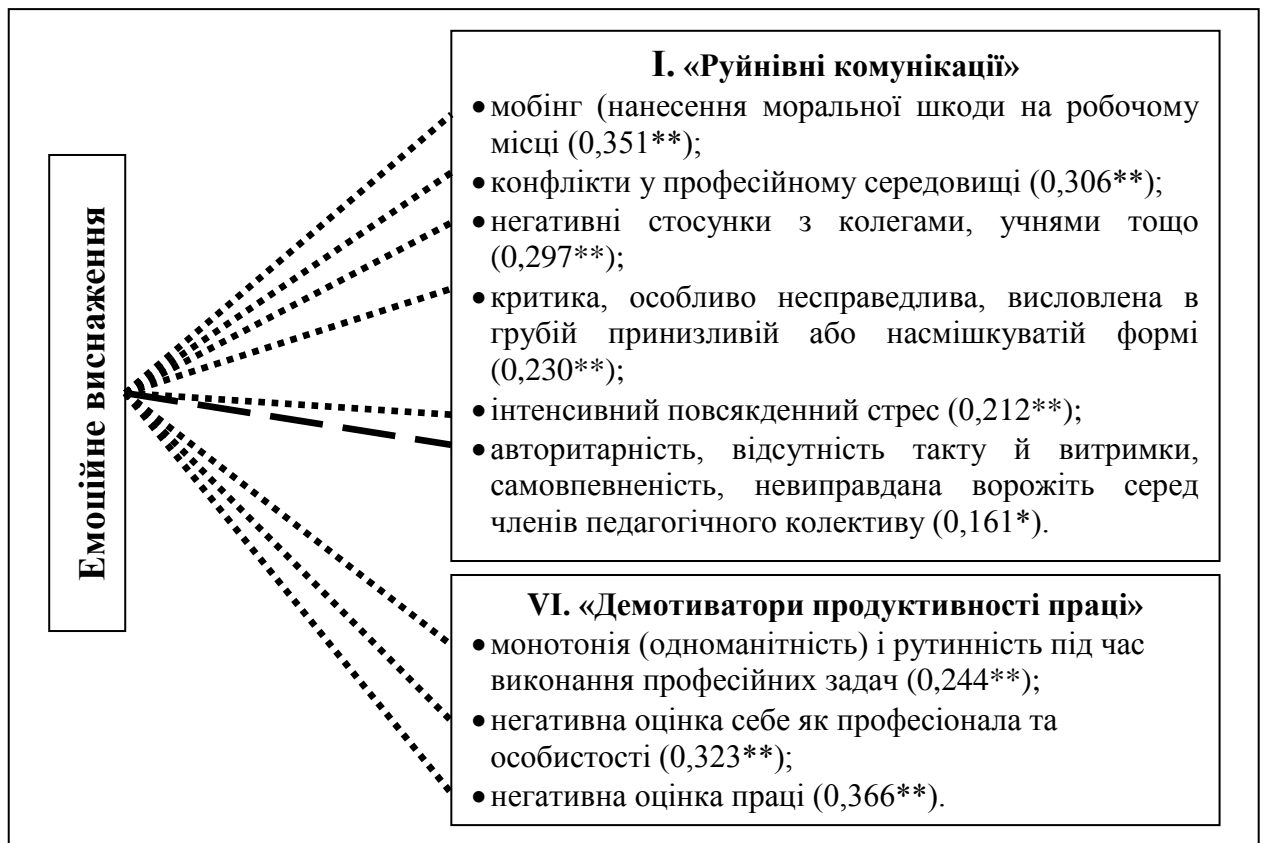 Емоційне виснаження
I. «Руйнівні комунікації»
•мобінг (нанесення моральної шкоди на робочому
місці (0,351**);
•конфлікти у професійному середовищі (0,306**);
•негативні стосунки з колегами, учнями тощо
(0,297**);
•критика, особливо несправедлива, висловлена в
грубій принизливій або насмішкуватій формі
(0,230**);
•інтенсивний повсякденний стрес (0,212**);
•авторитарність, відсутність такту й витримки,
самовпевненість, невиправдана ворожіть серед
членів педагогічного колективу (0,161*).
VI. «Демотиватори продуктивності праці»
•монотонія (одноманітність) і рутинність під час
виконання професійних задач (0,244**);
•негативна оцінка себе як професіонала та
особистості (0,323**);
•негативна оцінка праці (0,366**).